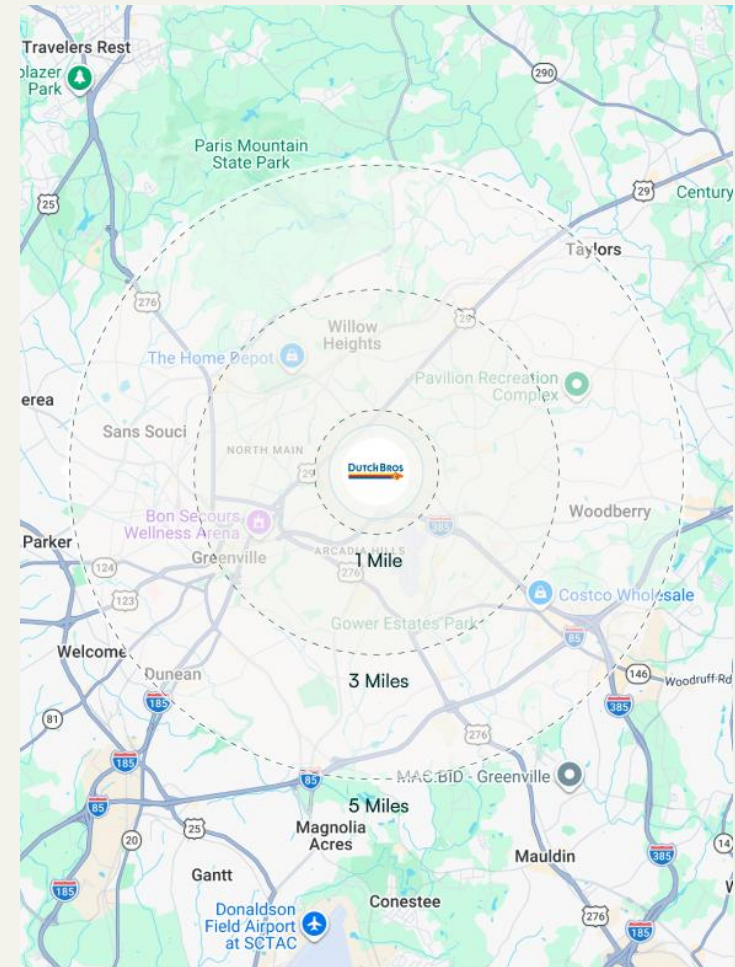 Travelers Rest
290
Park
Paris Mountain
State Park
25
29
Century
Taylors
276
29
Willow
Heights
The Home Depot
Pavilion Recreation
Complex
erea
Sans Souci
NORTH MAIN
29
DUTCH BROS
Bon Secours
Wellness Arena
Woodberry
385
Parker
Greenville
ARCADIA HILLS
1 Mile
124
276
123
Costco Wholesale
Gower Estates Park
85
Welcome
Dunean
146
Woodruff Rd
3 Miles
185
385
81
276
185
85
MAC.BID - Greenville
85
5 Miles
25
Magnolia
Acres
20
14
Mauldin
385
Gantt
185
Conestee
Donaldson
Field Airport
at SCTAC
276
185